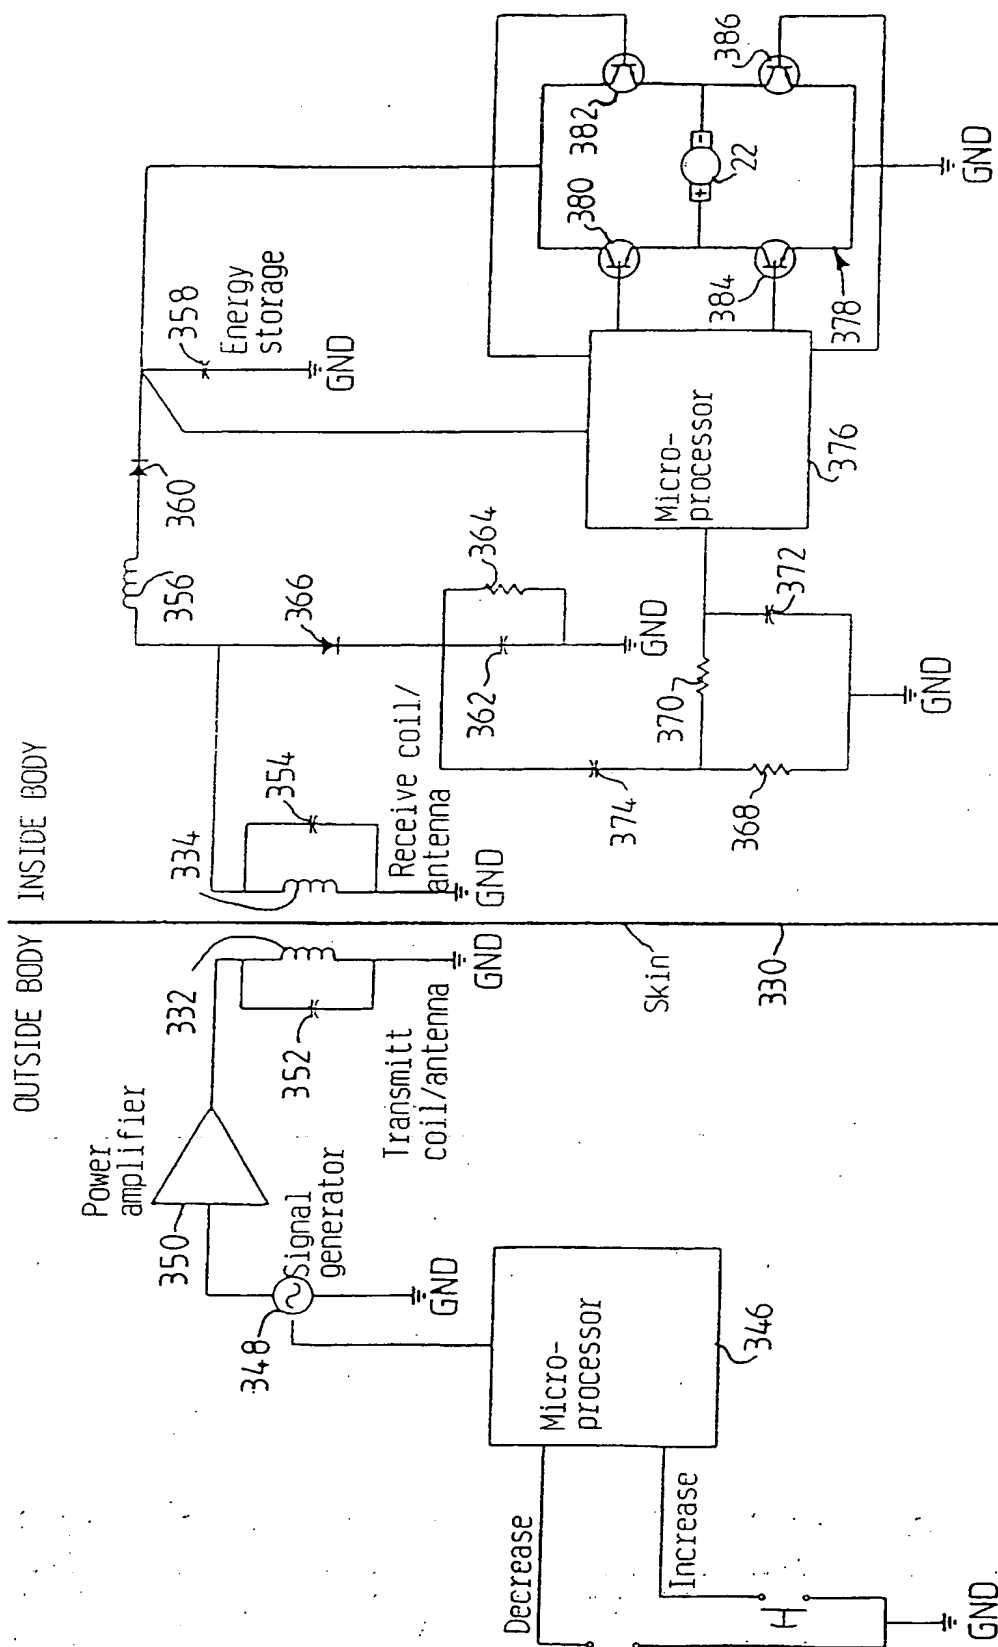 OUTSIDE BODY
INSIDE BODY
Power
amplifier
350
332
352
Transmitt
coil/antenna
GND
Signal
generator
348
GND
Micro-
processor
346
Decrease
Increase
GND
Skin
330
334
354
Receive coil/
antenna
GND
356
360
358
Energy
storage
GND
366
364
362
GND
374
370
372
368
GND
Micro-
processor
376
380
382
384
386
+
-
22
378
GND